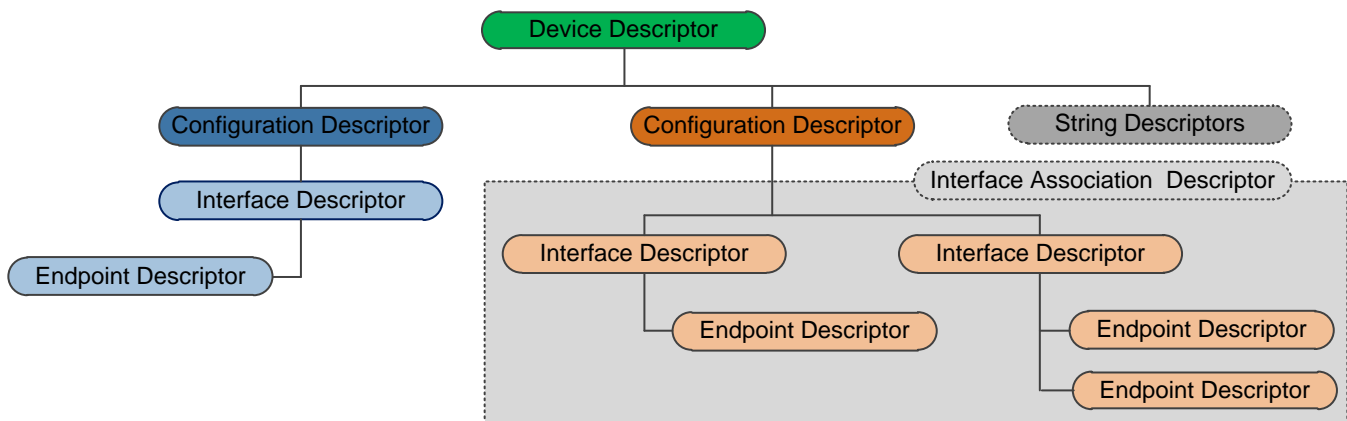 Device Descriptor
Configuration Descriptor
Configuration Descriptor
String Descriptors
Interface Association Descriptor
Interface Descriptor
Interface Descriptor
Interface Descriptor
Endpoint Descriptor
Endpoint Descriptor
Endpoint Descriptor
Endpoint Descriptor